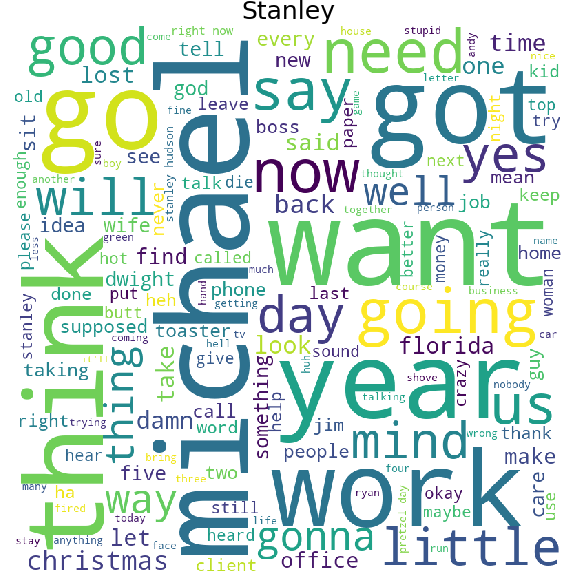 Stanley
good
go
michael
right now
come
tell
every
need
house
stupid
andy
time
nice
lost
god
new
say
got
one
letter
kid
old
fine
leave
paper
game
night
top
try
sit
see
boss
said
now
yes
sure
boy
stanley hudson
next
thought
mean
another
never
talk
die
well
job
keep
please
enough
will
idea
wife
back
together
person
think
less
green
hot
find
called
want
better
money
really
woman
home
name
dwight
much
stanley
done
put
heh
phone
last
day
going
course
business
car
butt
coming
hand
getting
tv
supposed
toaster
hell
look
sound
florida
taking
thing
take
give
something
huh
year
crazy
shove
guy
nobody
us
right
trying
damn
call
help
jim
talking
mind
wrong
thank
hear
still
word
people
make
many
bring
five
two
work
four
care
use
ha
fired
way
three
still
ryan
okay
maybe
pretzel day
stay
anything
today
let
life
heard
gonna
run
little
face
christmas
client
office